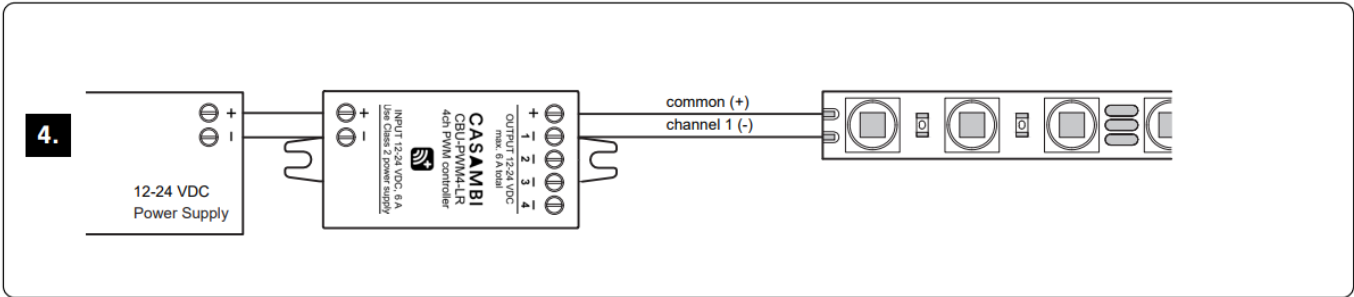 4.
+
−
12-24 VDC
Power Supply
+
−
INPUT 12-24 VDC, 6 A
Use Class 2 power supply
CASAMBI
CBU-PWM4-LR
4ch PWM controller
OUTPUT 12-24 VDC
max. 6 A total
+
1 −
2 −
3 −
4 −
common (+)
channel 1 (-)